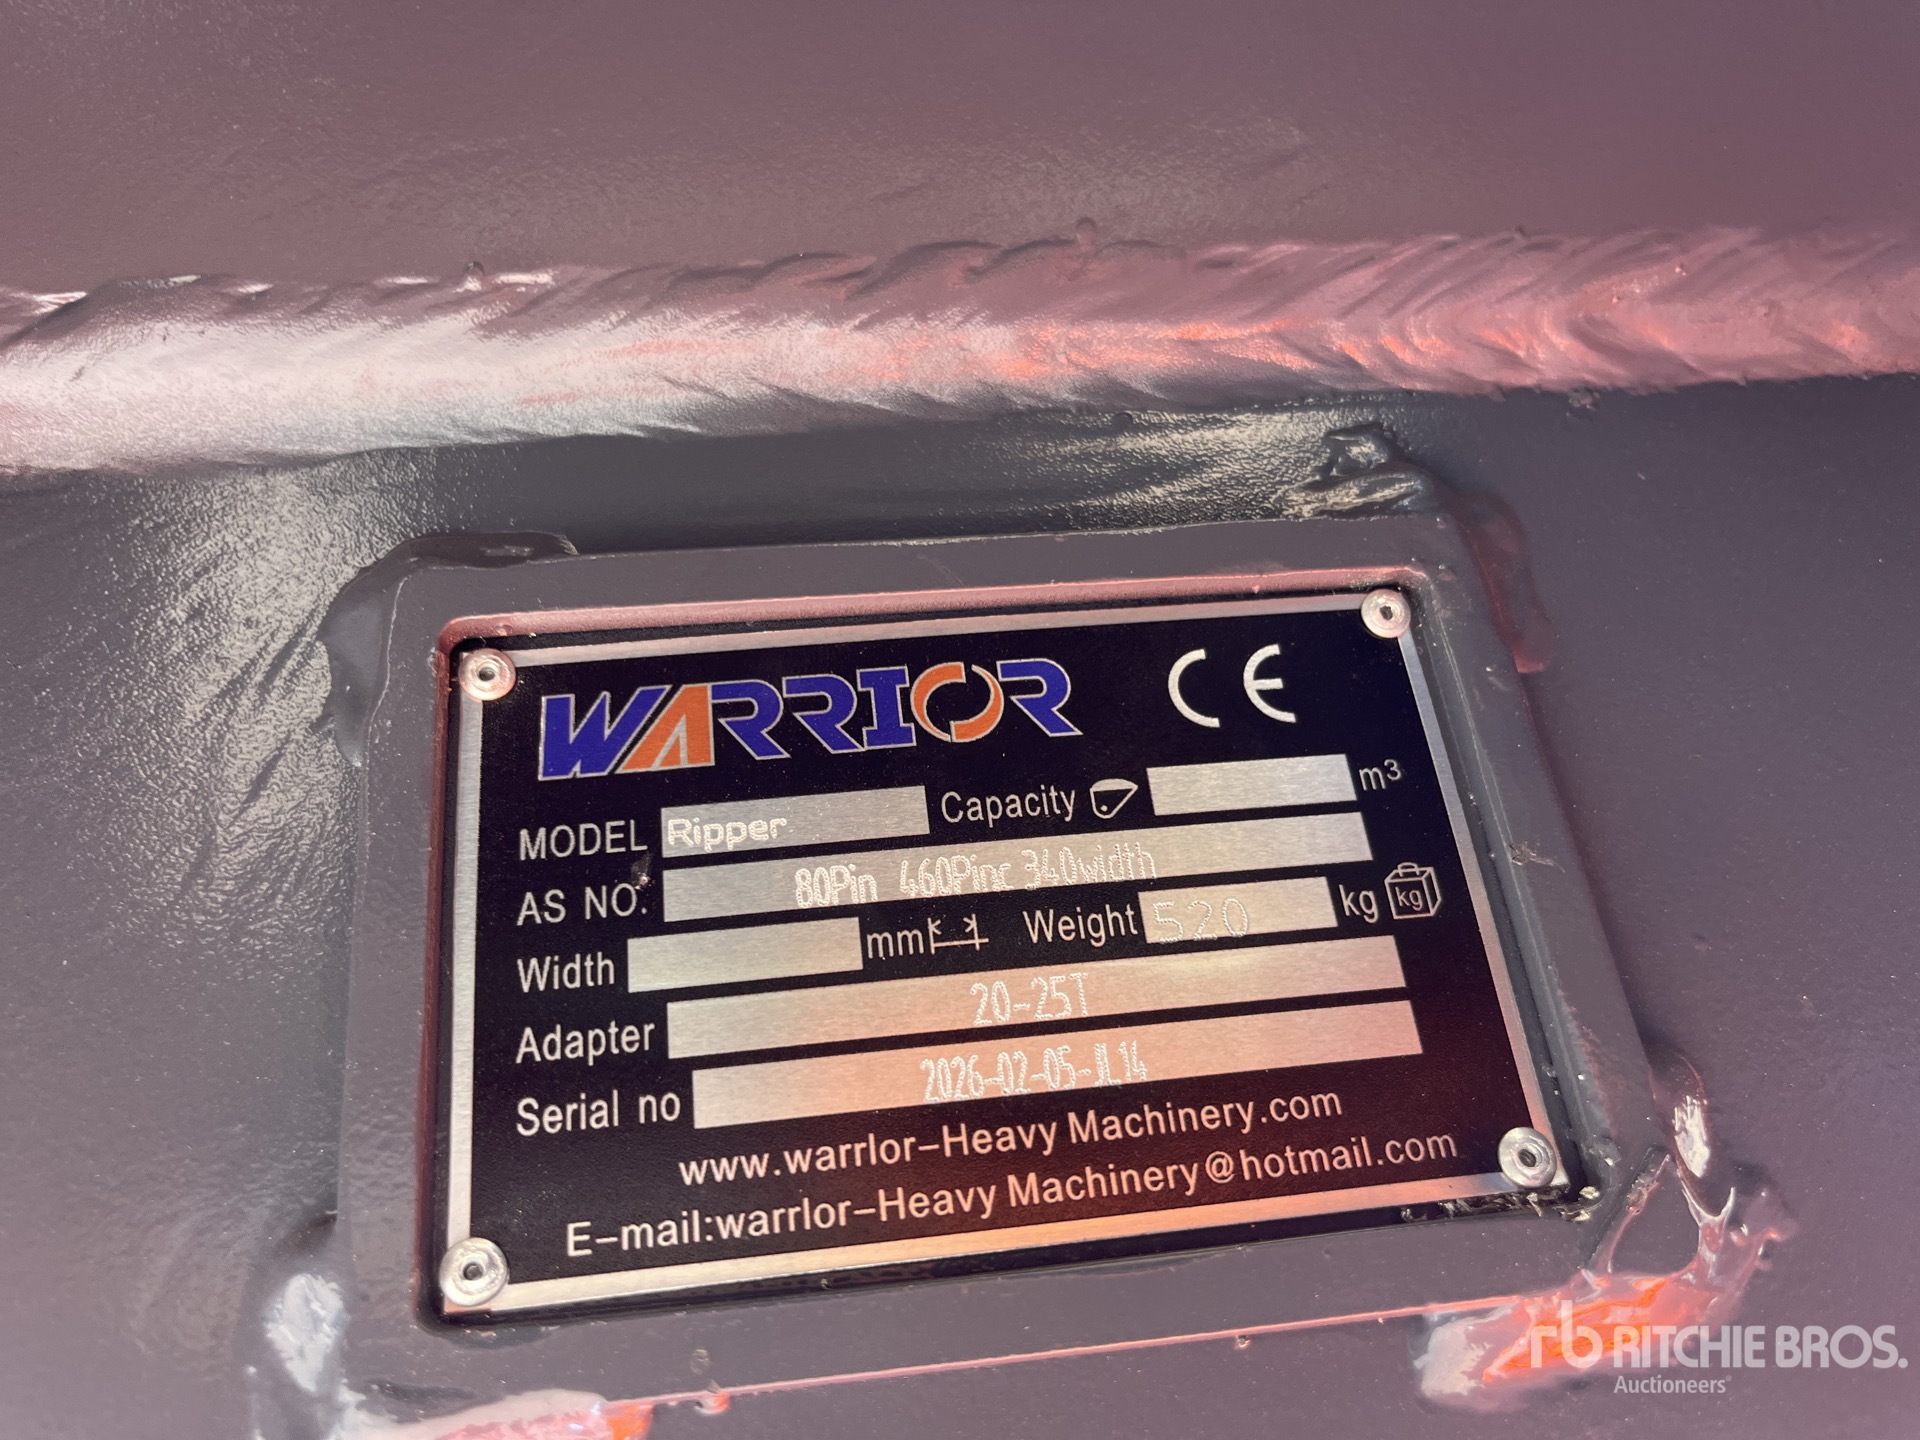 WARRIOR CE
MODEL Ripper Capacity m³
AS NO. 80Pin 460Pinc 340width
Width mm Weight 520 kg kg
Adapter 20-25T
Serial no 2026-02-05-JL14
www.warrlor-Heavy Machinery.com
E-mail:warrlor-Heavy Machinery@hotmail.com
rb RITCHIE BROS.
Auctioneers